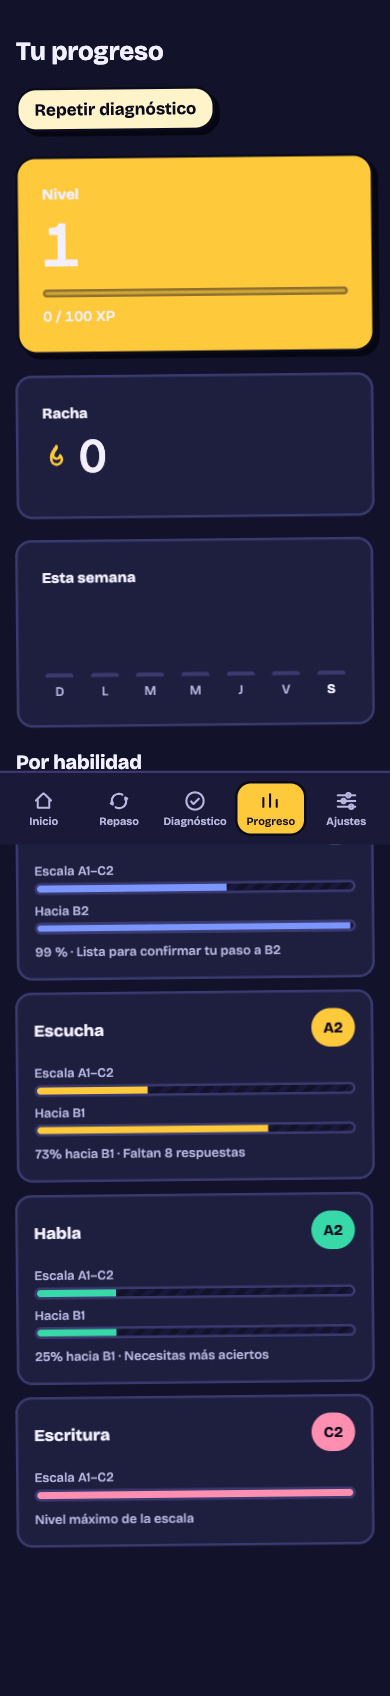 Tu progreso
Repetir diagnóstico
Nivel
1
0 / 100 XP
Racha
0
Esta semana
D L M M J V S
Por habilidad
Inicio Repaso Diagnóstico Progreso Ajustes
Escala A1–C2
Hacia B2
99 % · Lista para confirmar tu paso a B2
Escucha A2
Escala A1–C2
Hacia B1
73% hacia B1 · Faltan 8 respuestas
Habla A2
Escala A1–C2
Hacia B1
25% hacia B1 · Necesitas más aciertos
Escritura C2
Escala A1–C2
Nivel máximo de la escala